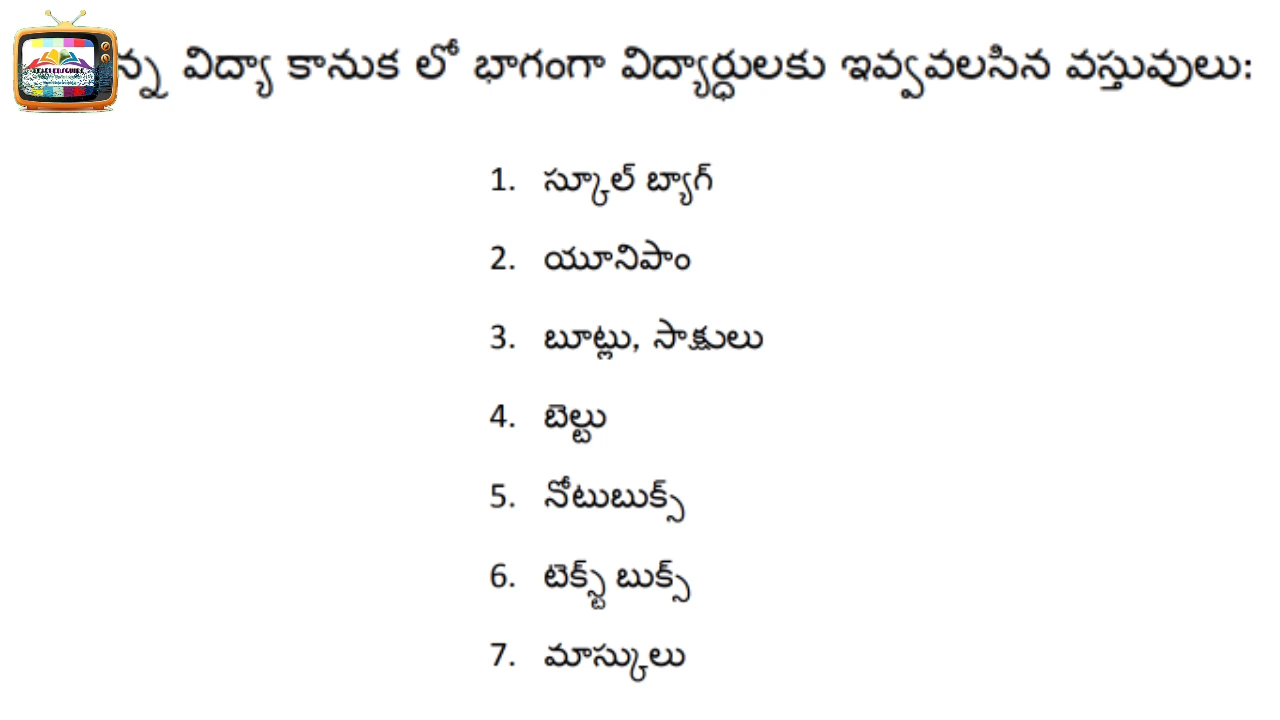 న్న విద్యా కానుక లో భాగంగా విద్యార్థులకు ఇవ్వవలసిన వస్తువులు:
1. స్కూల్ బ్యాగ్
2. యూనిపాం
3. బూట్లు, సాక్షులు
4. బెల్టు
5. నోటుబుక్స్
6. టెక్స్ట్ బుక్స్
7. మాస్కులు